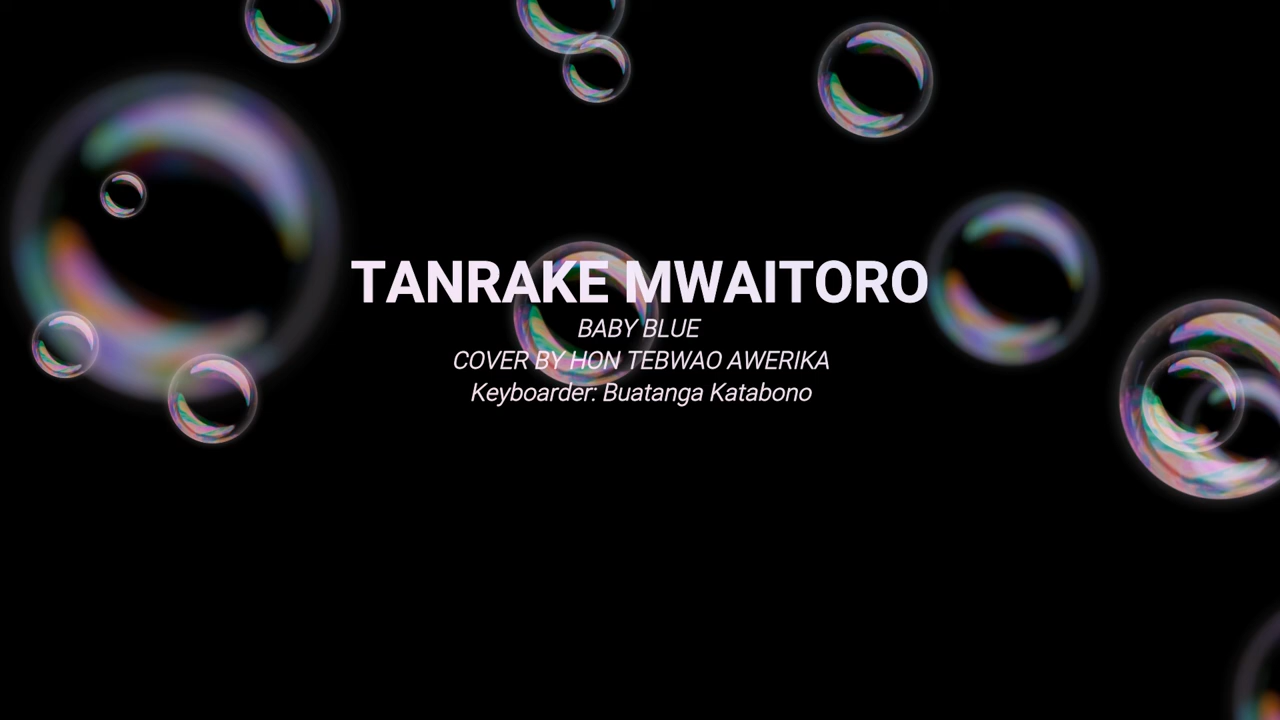 TANRAKE MWAITORO
BABY BLUE
COVER BY HON TEBWAO AWERIKA
Keyboarder: Buatanga Katabono